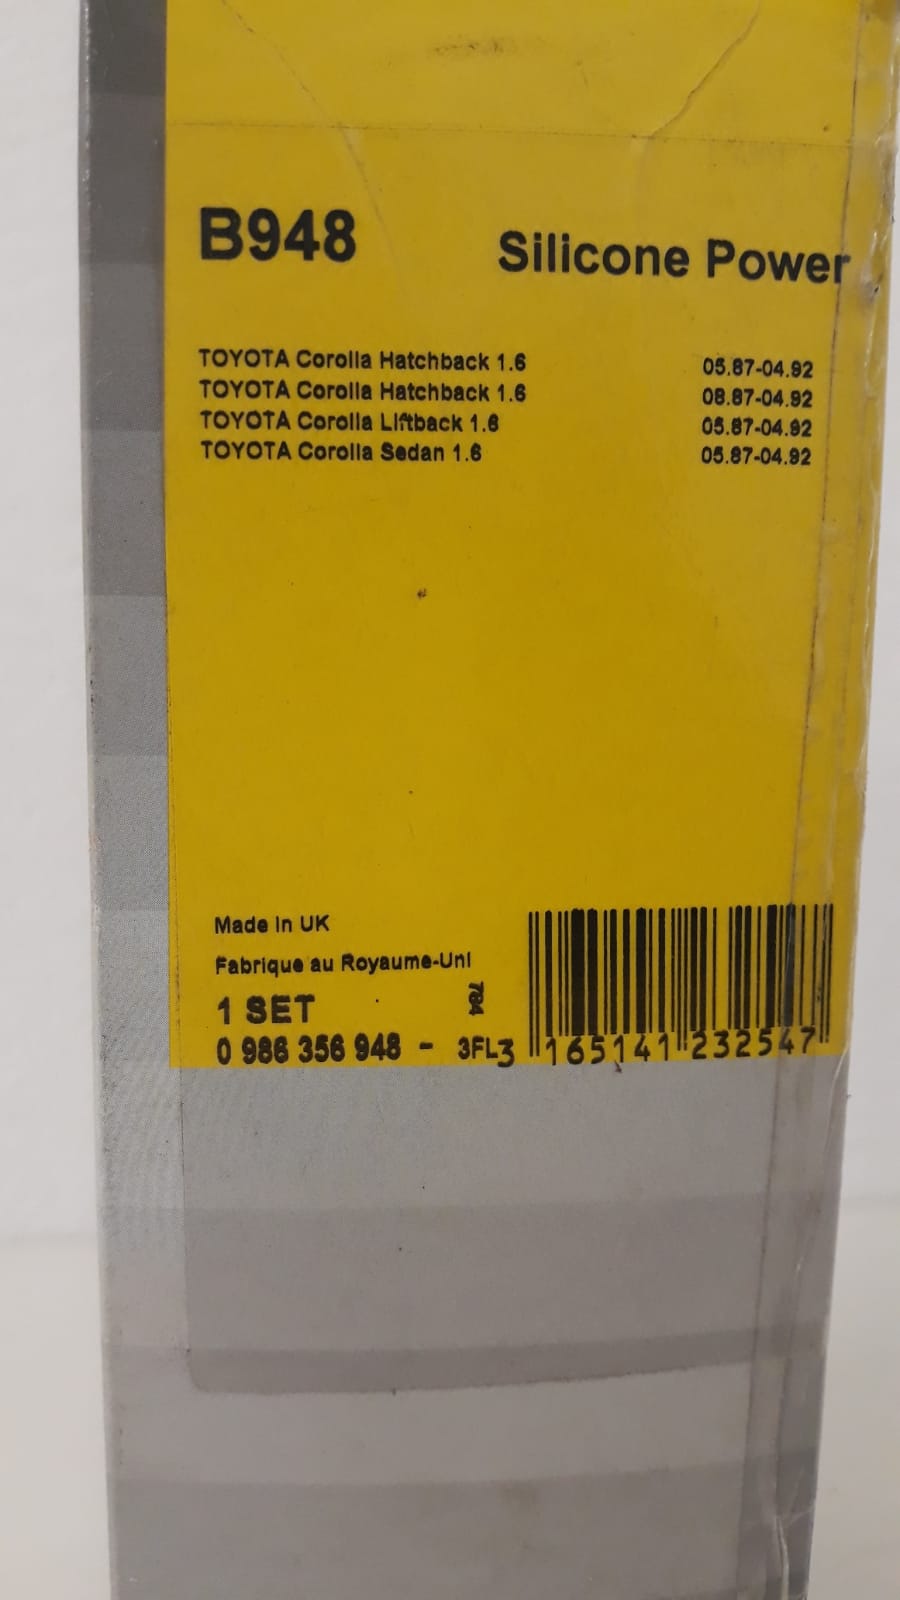 B948 Silicone Power
TOYOTA Corolla Hatchback 1.6 05.87-04.92
TOYOTA Corolla Hatchback 1.6 08.87-04.92
TOYOTA Corolla Liftback 1.6 05.87-04.92
TOYOTA Corolla Sedan 1.6 05.87-04.92
Made in UK
Fabrique au Royaume-Uni
1 SET
784
0 986 356 948 - 3FL
3 165141 232547